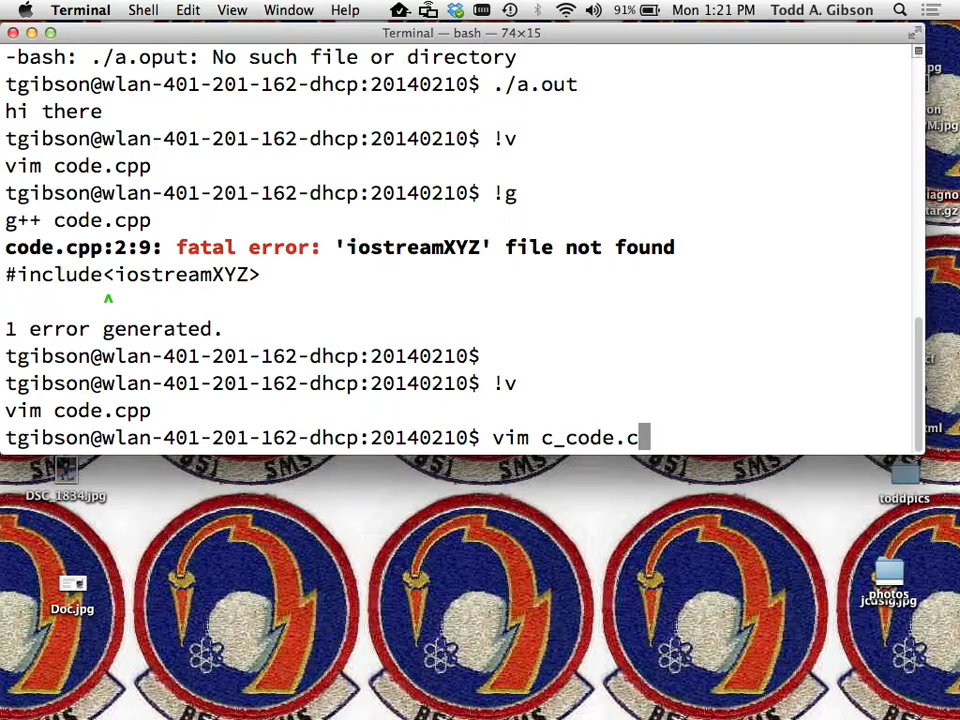 Terminal Shell Edit View Window Help 91% Mon 1:21 PM Todd A. Gibson
Terminal — bash — 74×15
-bash: ./a.oput: No such file or directory
tgibson@wlan-401-201-162-dhcp:20140210$ ./a.out
hi there
tgibson@wlan-401-201-162-dhcp:20140210$ !v
vim code.cpp
tgibson@wlan-401-201-162-dhcp:20140210$ !g
g++ code.cpp
code.cpp:2:9: fatal error: 'iostreamXYZ' file not found
#include<iostreamXYZ>
^
1 error generated.
tgibson@wlan-401-201-162-dhcp:20140210$
tgibson@wlan-401-201-162-dhcp:20140210$ !v
vim code.cpp
tgibson@wlan-401-201-162-dhcp:20140210$ vim c_code.c
DSC_1834.jpg
toddpics
Doc.jpg
photos